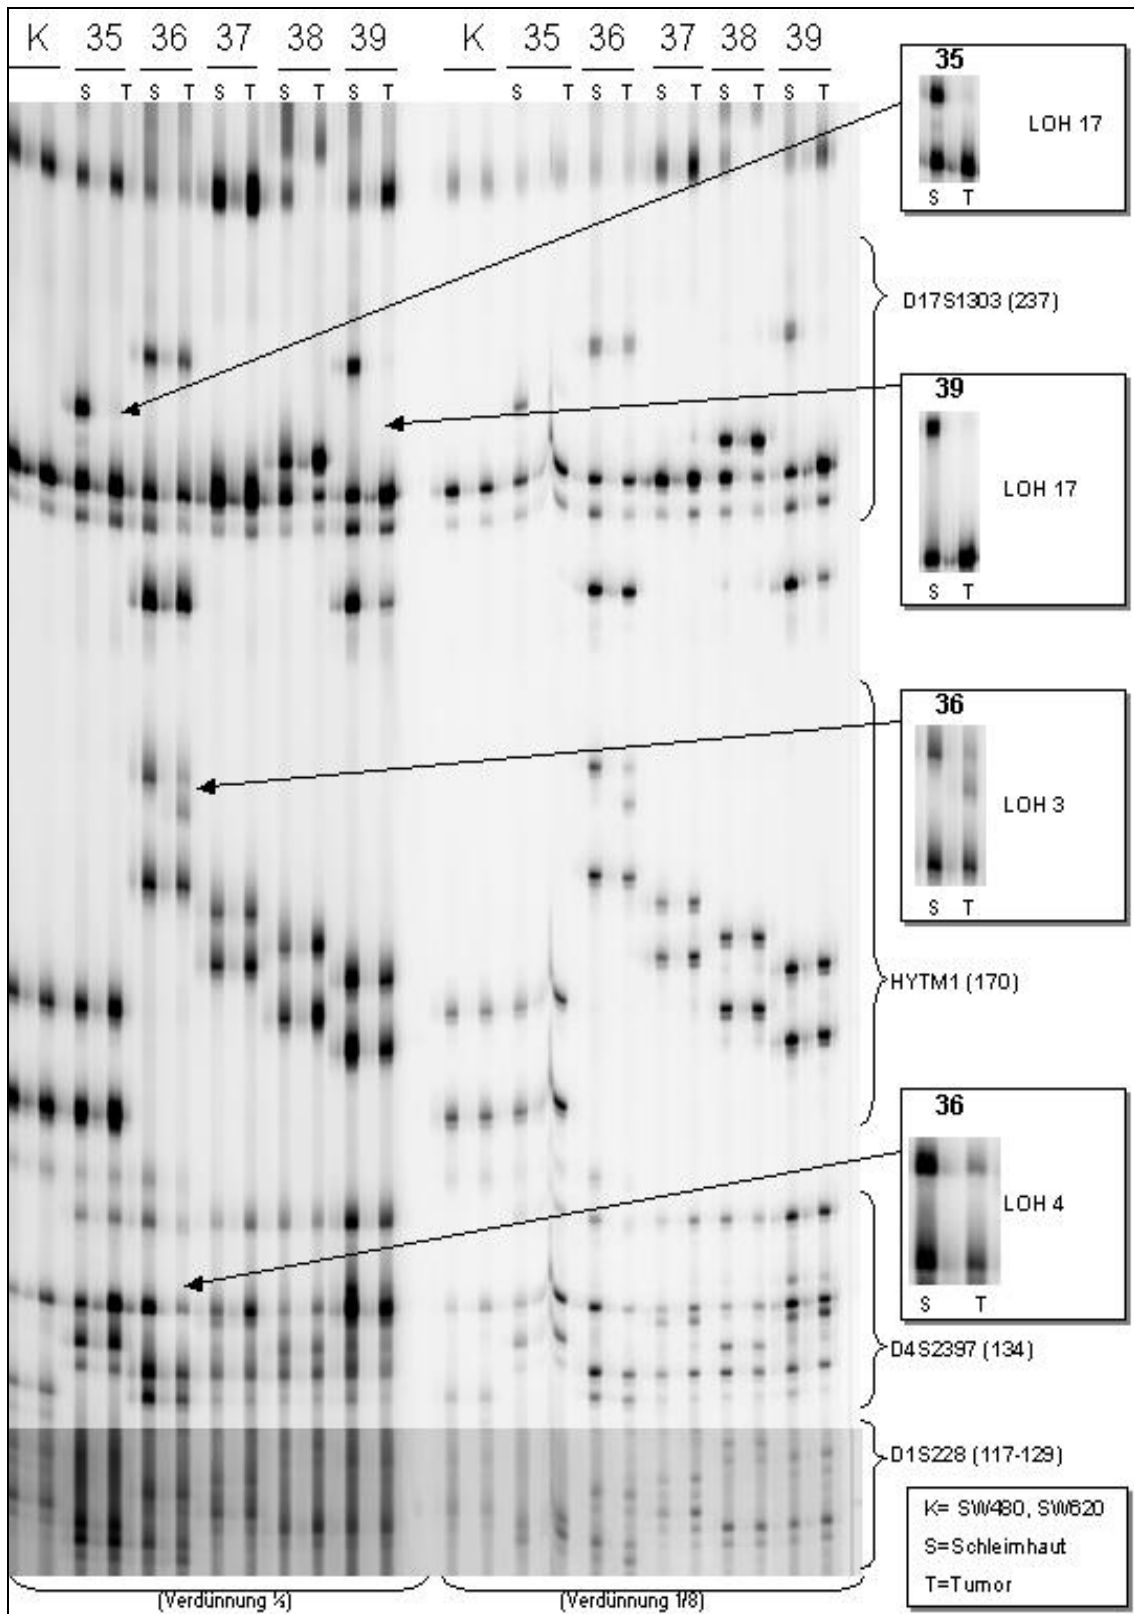 K 35 36 37 38 39 K 35 36 37 38 39
S T S T S T S T S T S T S T S T S T S T
35
LOH 17
S T
D17S1303 (237)
39
LOH 17
S T
36
LOH 3
S T
HYTM1 (170)
36
LOH 4
S T
D4S2397 (134)
D1S228 (117-129)
K= SW480, SW620
S=Schleimhaut
T=Tumor
(Verdünnung ¼) (Verdünnung 1/8)